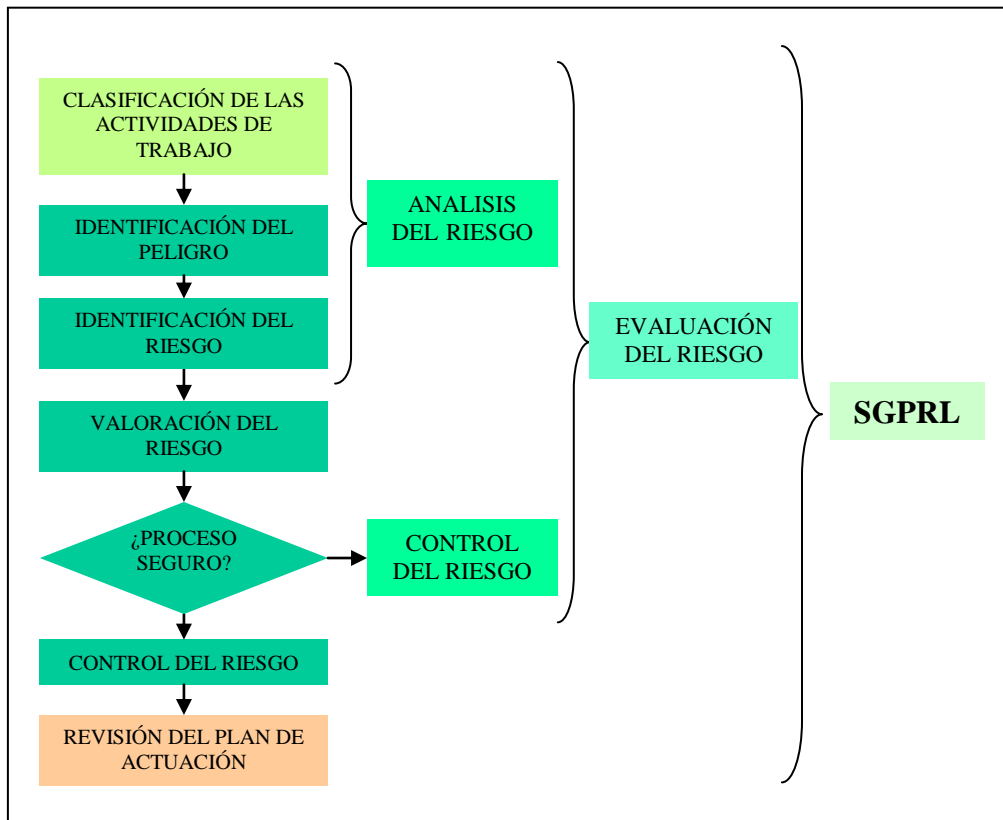 CLASIFICACIÓN DE LAS
ACTIVIDADES DE
TRABAJO
IDENTIFICACIÓN DEL
PELIGRO
IDENTIFICACIÓN DEL
RIESGO
VALORACIÓN DEL
RIESGO
¿PROCESO
SEGURO?
CONTROL DEL RIESGO
REVISIÓN DEL PLAN DE
ACTUACIÓN
ANALISIS
DEL RIESGO
CONTROL
DEL RIESGO
EVALUACIÓN
DEL RIESGO
SGPRL